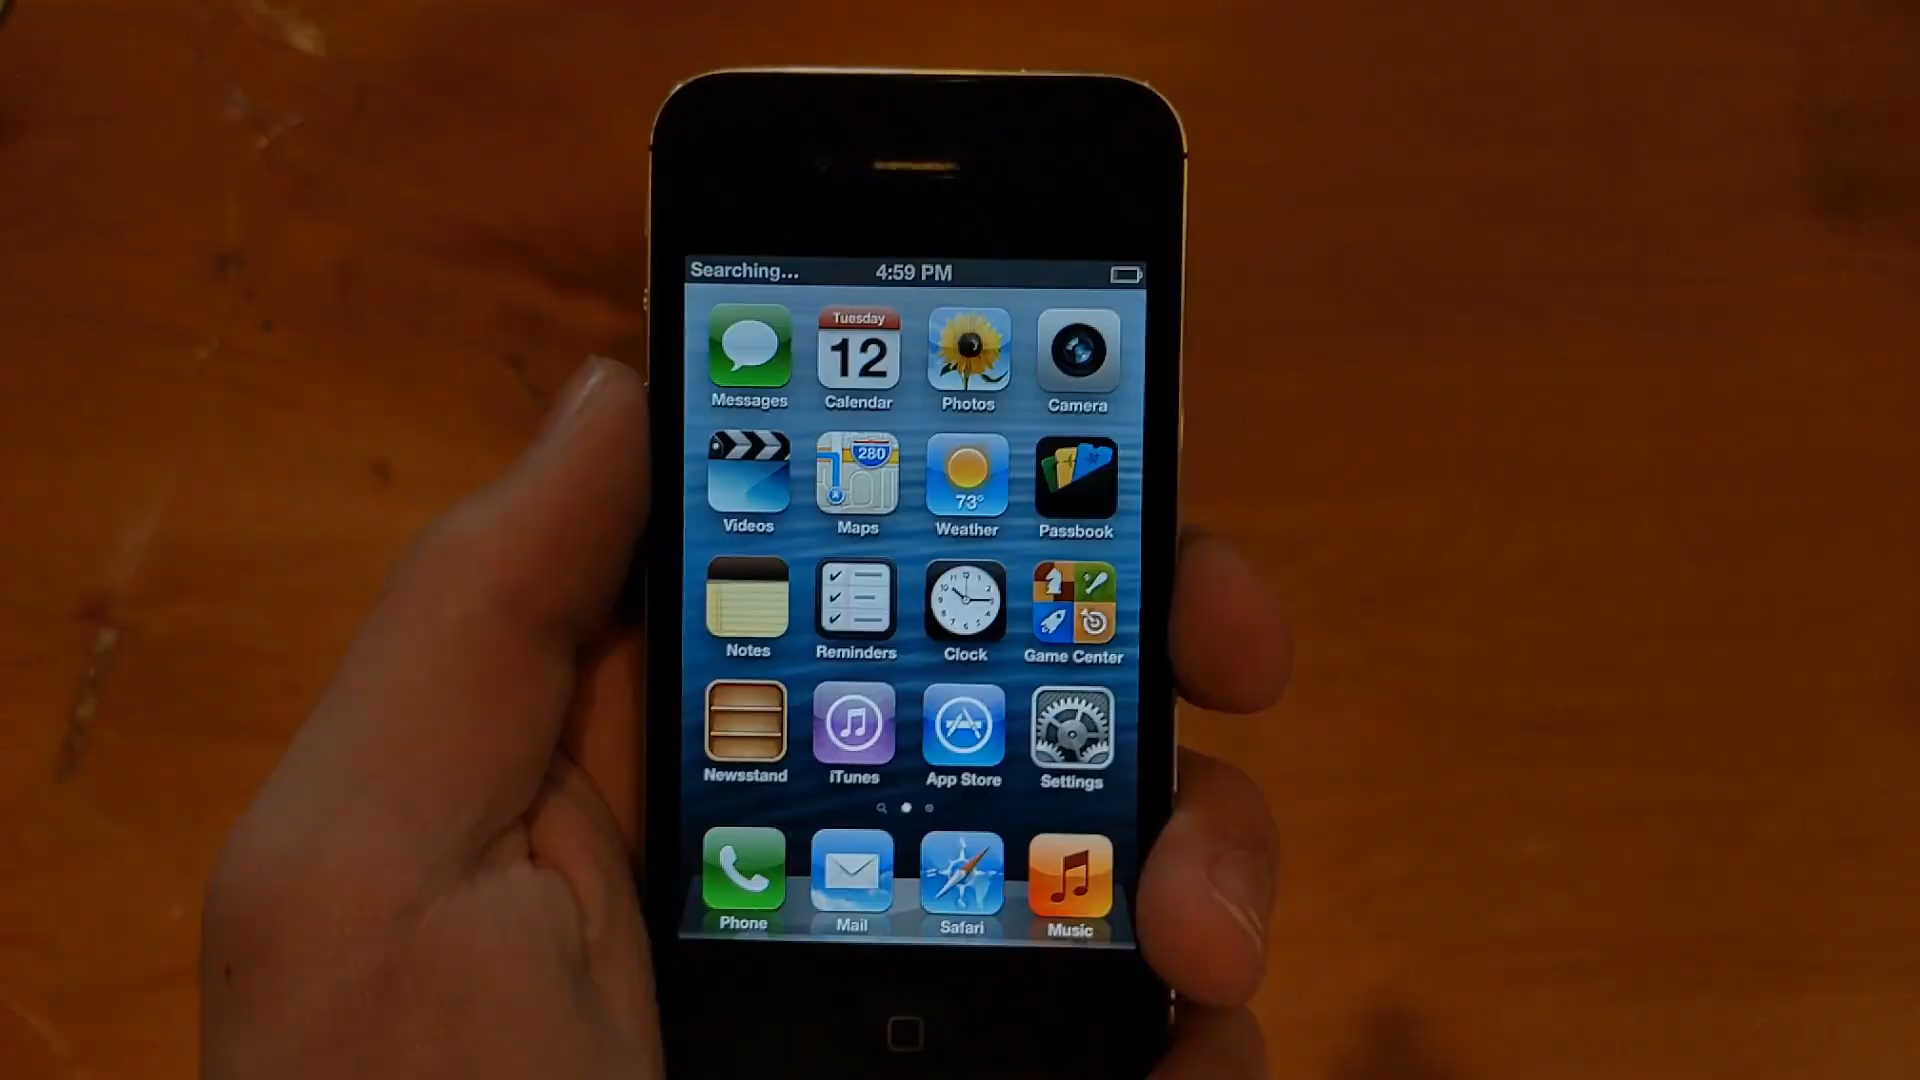 Searching... 4:59 PM
Tuesday
12
Messages Calendar Photos Camera
280
73°
Videos Maps Weather Passbook
Notes Reminders Clock Game Center
Newsstand iTunes App Store Settings
Phone Mail Safari Music